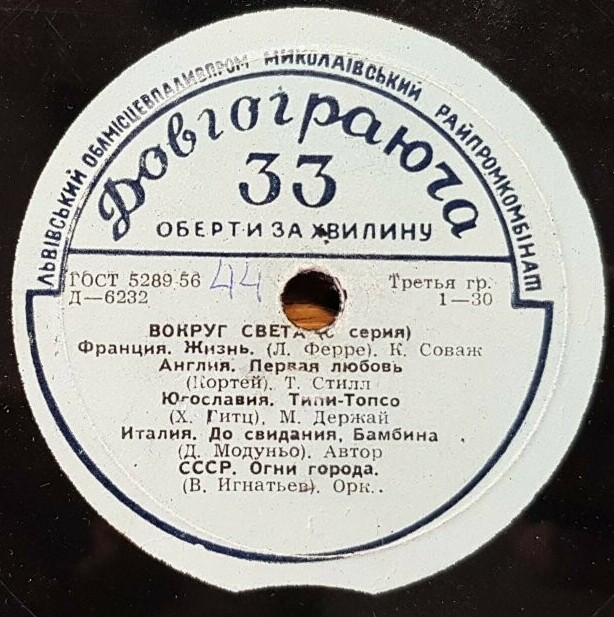 ЛЬВІВСЬКИЙ ОБЛМІСЦЕВПАЛИВПРОМ МИКОЛАЇВСЬКИЙ РАЙПРОМКОМБІНАТ
Довгограюча
33
ОБЕРТИ ЗА ХВИЛИНУ
ГОСТ 5289-56 44 Третья гр.
Д—6232 1—30
ВОКРУГ СВЕТА серия)
Франция. Жизнь. (Л. Ферре). К. Соваж
Англия. Первая любовь
(Кортей). Т. Стилл
Югославия. Типи-Топсо
(Х. Гитц), М. Держай
Италия. До свидания, Бамбина
(Д. Модуньо). Автор
СССР. Огни города.
(В. Игнатьев). Орк..